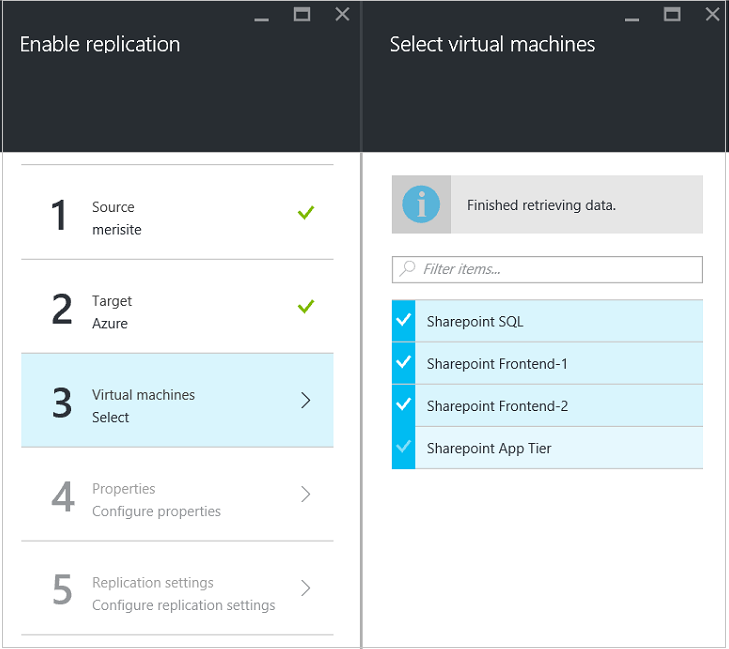 Enable replication
1
Source
merisite
2
Target
Azure
3
Virtual machines
Select
4
Properties
Configure properties
5
Replication settings
Configure replication settings
Select virtual machines
Finished retrieving data.
Filter items...
Sharepoint SQL
Sharepoint Frontend-1
Sharepoint Frontend-2
Sharepoint App Tier